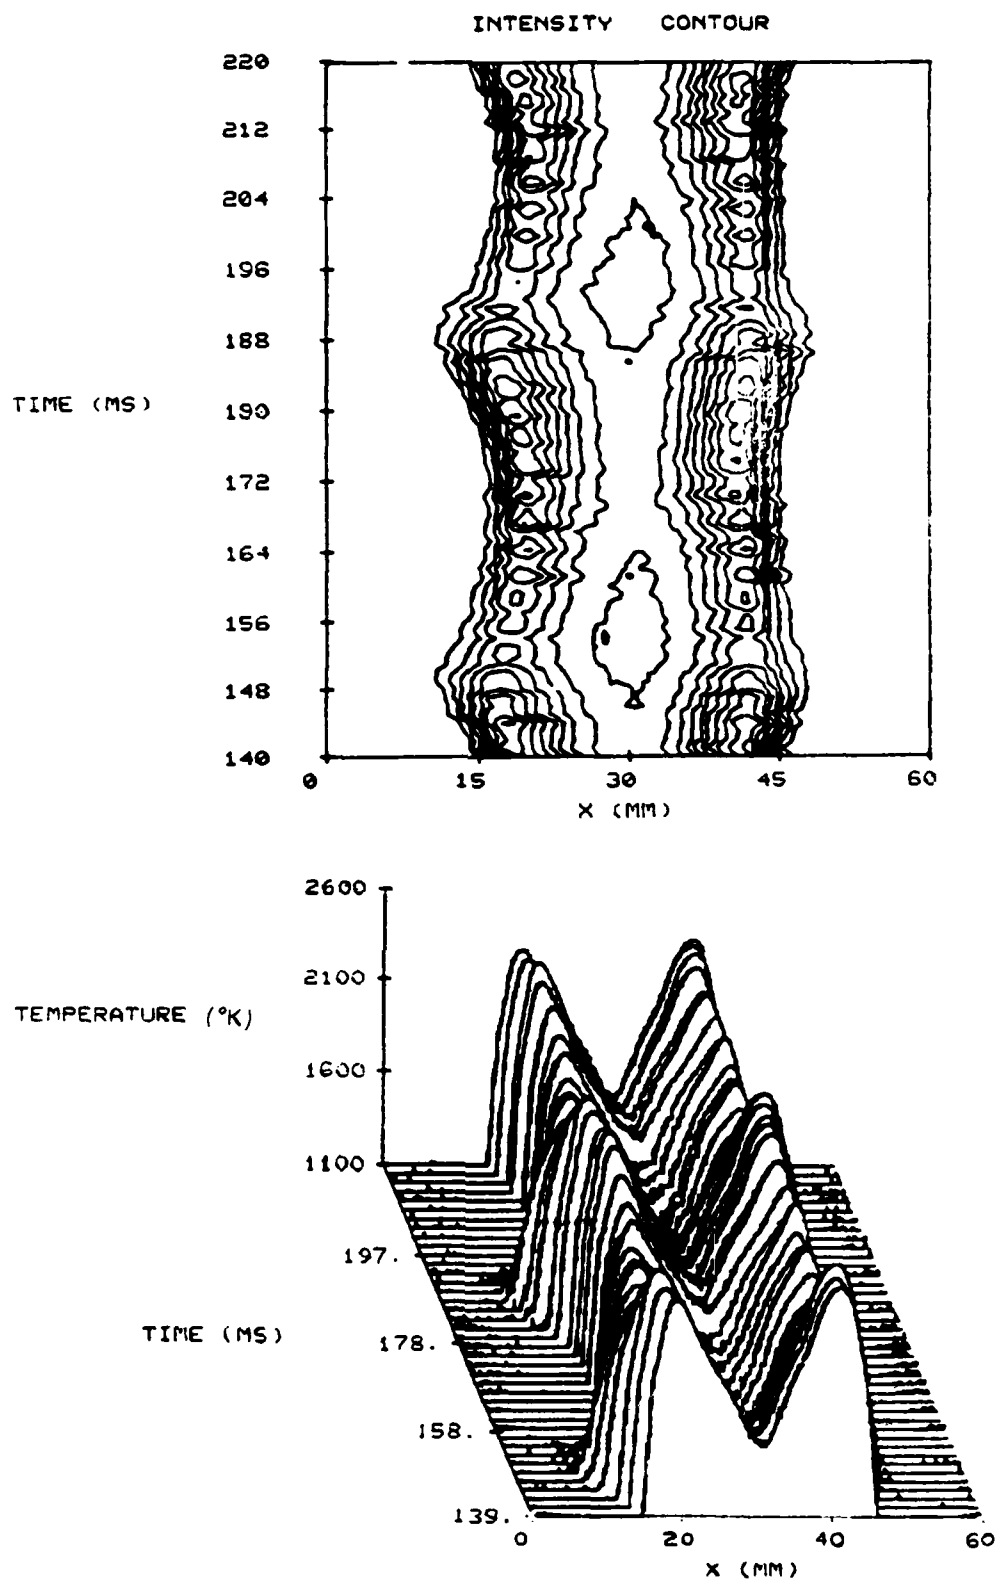 INTENSITY CONTOUR
220
212
204
196
188
TIME (MS)
190
172
164
156
148
140
0 15 30 45 60
X (MM)
2600
2100
TEMPERATURE (°K)
1600
1100
197.
TIME (MS)
178.
158.
139.
0 20 40 60
X (MM)